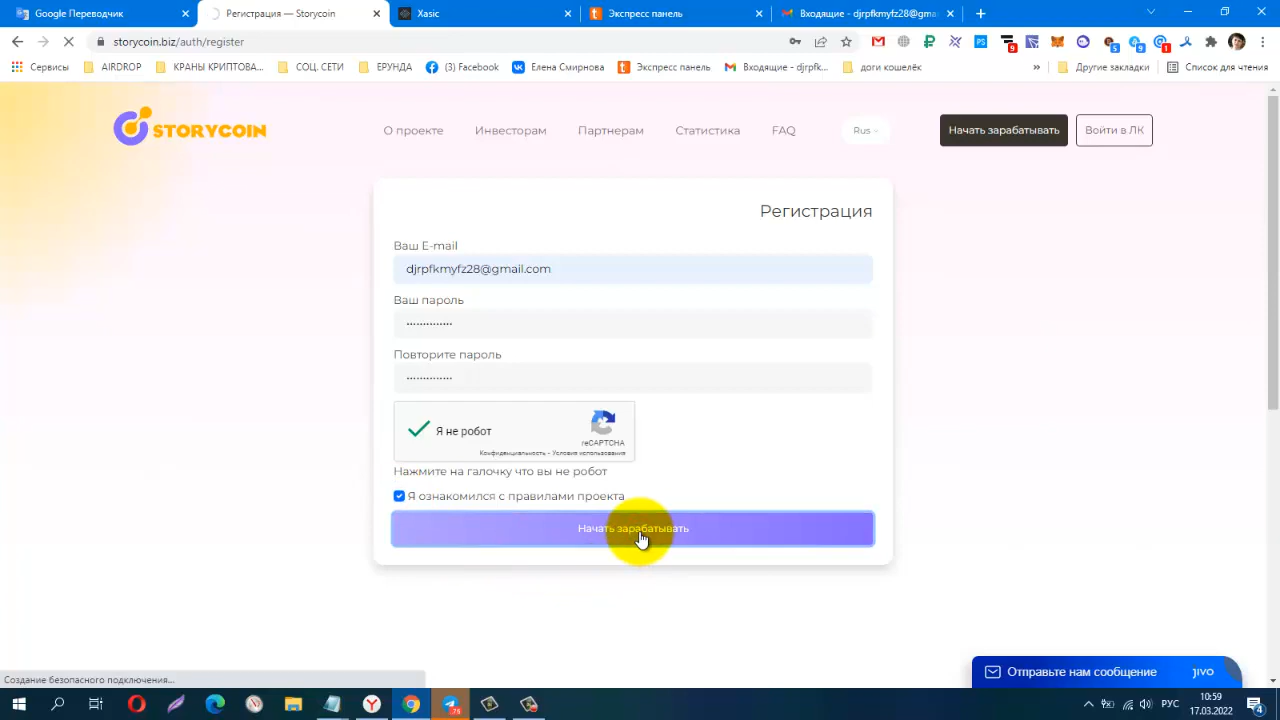 Google Переводчик
Регистрация — Storycoin
Xasic
Экспресс панель
Входящие - djrpfkmyfz28@gma
storycoin.biz/auth/register
Сервисы
AIRDROP
КРАНЫ КРИПТОВА...
СОЦ. СЕТИ
ЕРУНДА
(3) Facebook
Елена Смирнова
Экспресс панель
Входящие - djrpfk...
доги кошелёк
»
Другие закладки
Список для чтения
STORYCOIN
О проекте
Инвесторам
Партнерам
Статистика
FAQ
Rus
Начать зарабатывать
Войти в ЛК
Регистрация
Ваш E-mail
djrpfkmyfz28@gmail.com
Ваш пароль
••••••••••••••
Повторите пароль
••••••••••••••
Я не робот
reCAPTCHA
Конфиденциальность - Условия использования
Нажмите на галочку что вы не робот
Я ознакомился с правилами проекта
Начать зарабатывать
Отправьте нам сообщение
JIVO
Создание безопасного подключения...
РУС
10:59
17.03.2022